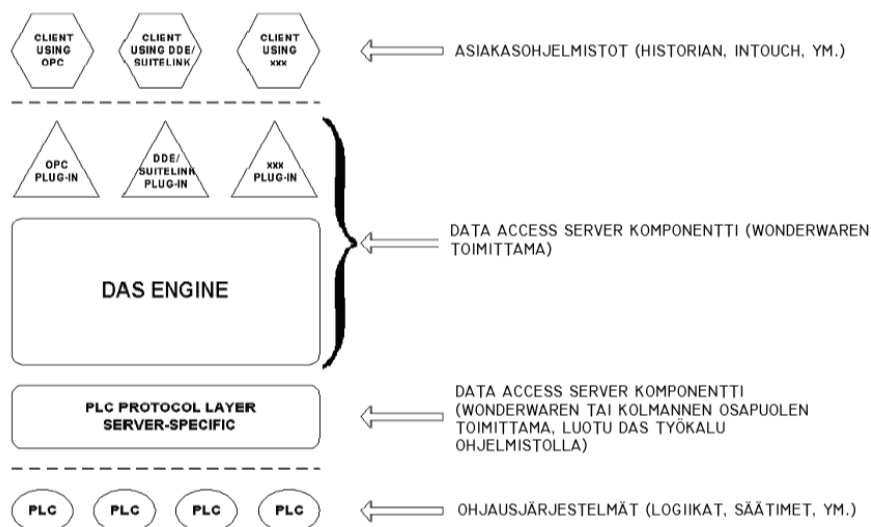 CLIENT
USING
OPC
CLIENT
USING DDE/
SUITELINK
CLIENT
USING
xxx
ASIAKASOHJELMISTOT (HISTORIAN, INTOUCH, YM.)
OPC
PLUG-IN
DDE/
SUITELINK
PLUG-IN
xxx
PLUG-IN
DATA ACCESS SERVER KOMPONENTTI (WONDERWAREN
TOIMITTAMA)
DAS ENGINE
PLC PROTOCOL LAYER
SERVER-SPECIFIC
DATA ACCESS SERVER KOMPONENTTI
(WONDERWAREN TAI KOLMANNEN OSAPUOLEN
TOIMITTAMA, LUOTU DAS TYÖKALU
OHJELMISTOLLA)
PLC
PLC
PLC
PLC
OHJAUSJÄRJESTELMÄT (LOGIIKAT, SÄÄTIMET, YM.)